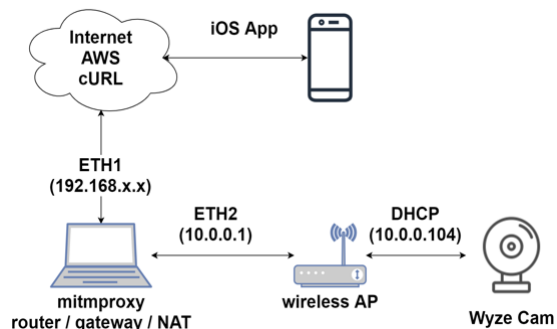 Internet
AWS
cURL
iOS App
ETH1
(192.168.x.x)
ETH2
(10.0.0.1)
DHCP
(10.0.0.104)
mitmproxy
router / gateway / NAT
wireless AP
Wyze Cam